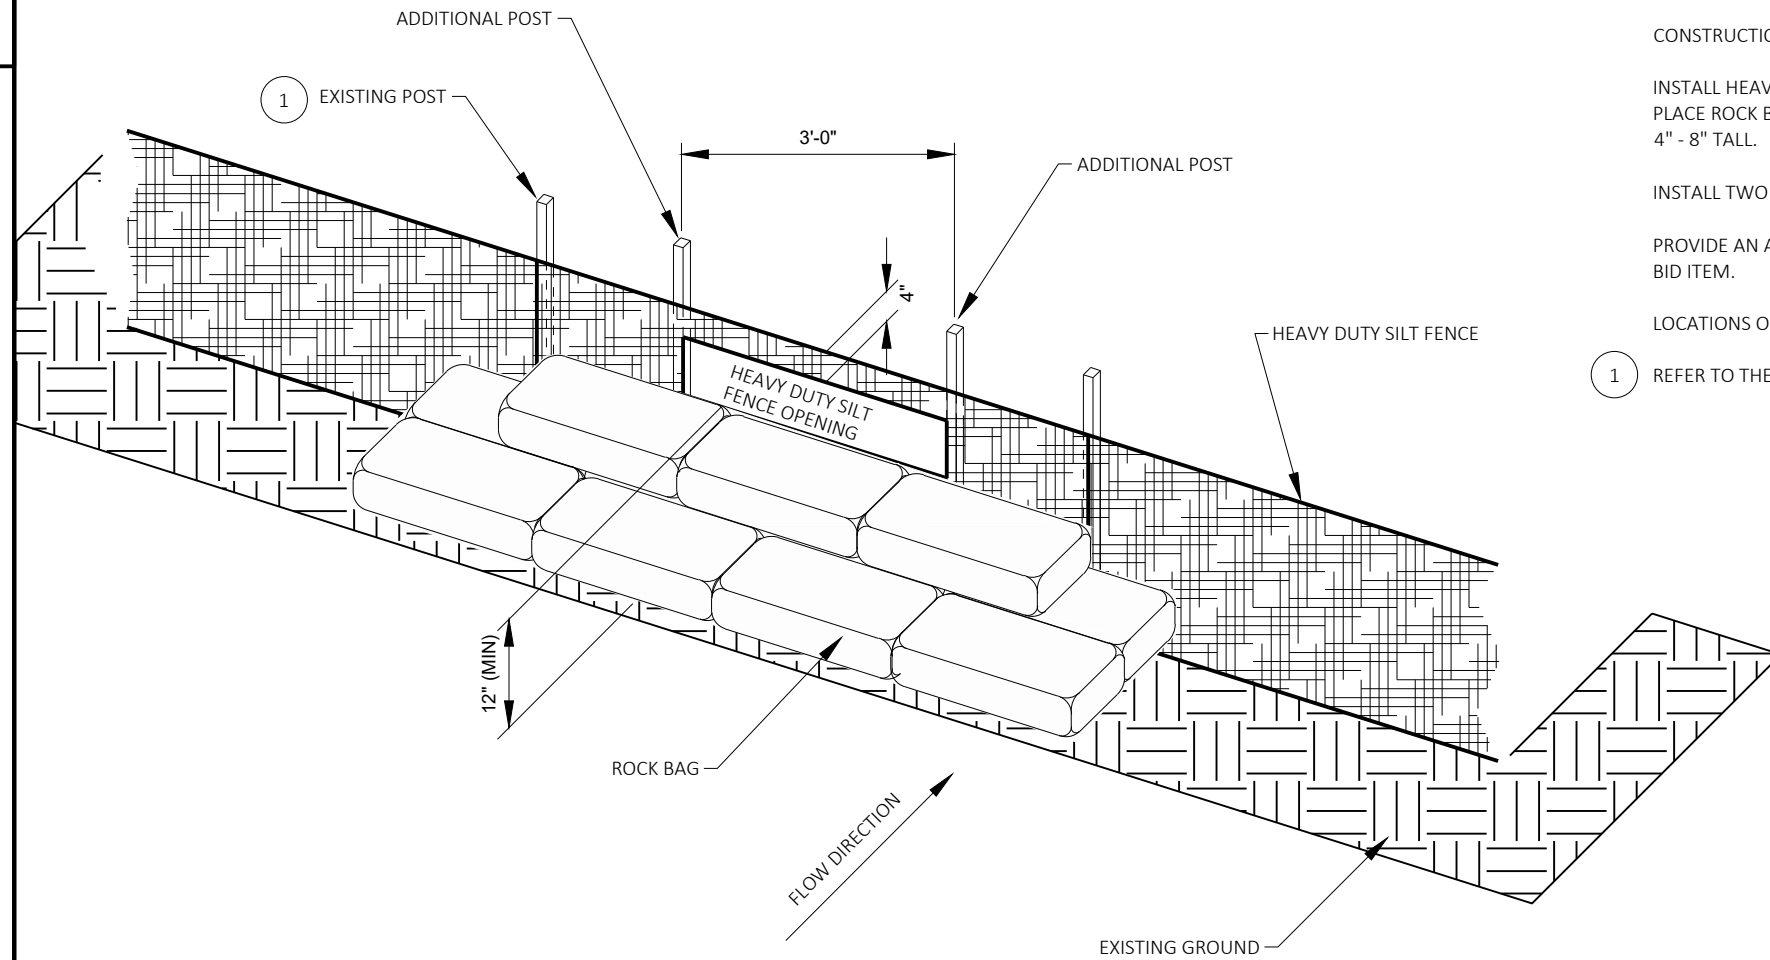 ADDITIONAL POST
1
EXISTING POST
3'-0"
ADDITIONAL POST
4"
HEAVY DUTY SILT FENCE
HEAVY DUTY SILT
FENCE OPENING
12" (MIN)
ROCK BAG
FLOW DIRECTION
EXISTING GROUND
INSTALL
PLACE ROCK
4" - 8" TALL.
INSTALL TWO
PROVIDE AN
BID ITEM.
LOCATIONS
1
REFER TO THE